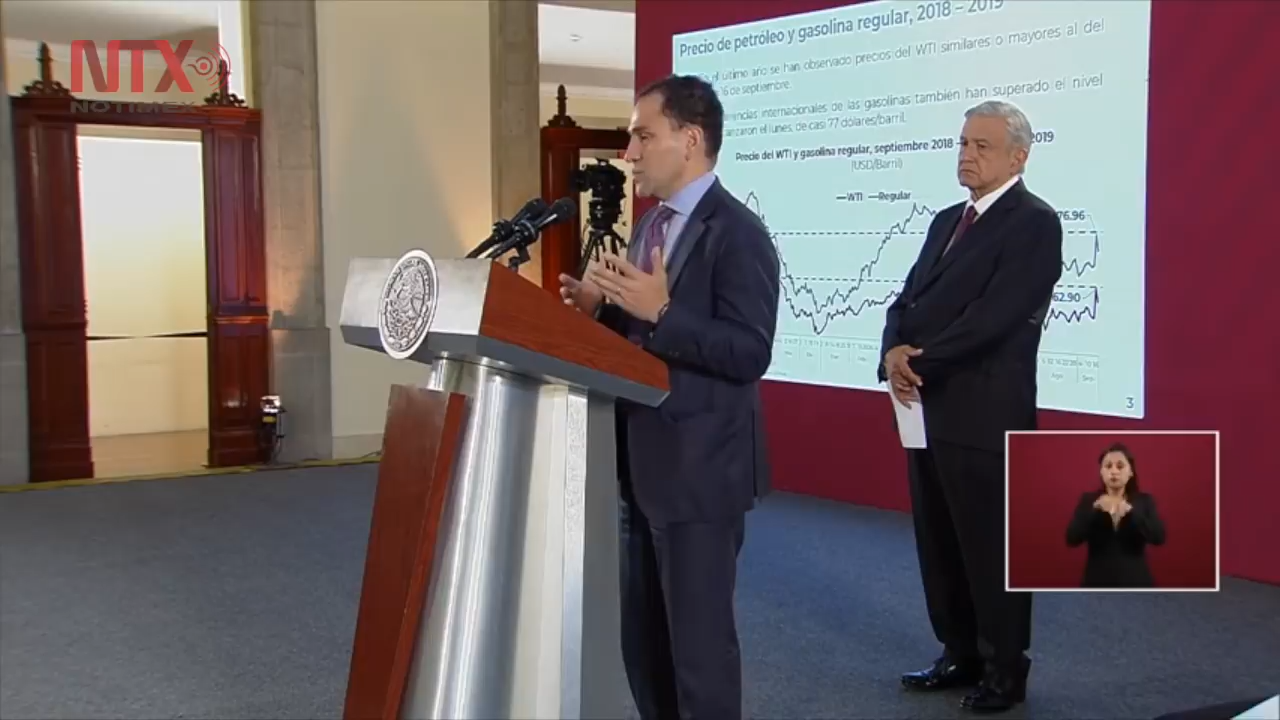 NTX
NOTIMEX
Precio de petróleo y gasolina regular, 2018 – 2019
el último año se han observado precios del WTI similares o mayores al del
16 de septiembre.
internacionales de las gasolinas también han superado el nivel
el lunes, de casi 77 dólares/barril.
Precio del WTI y gasolina regular, septiembre 2018
2019
(USD/Barril)
WTI Regular
76.96
62.90
3